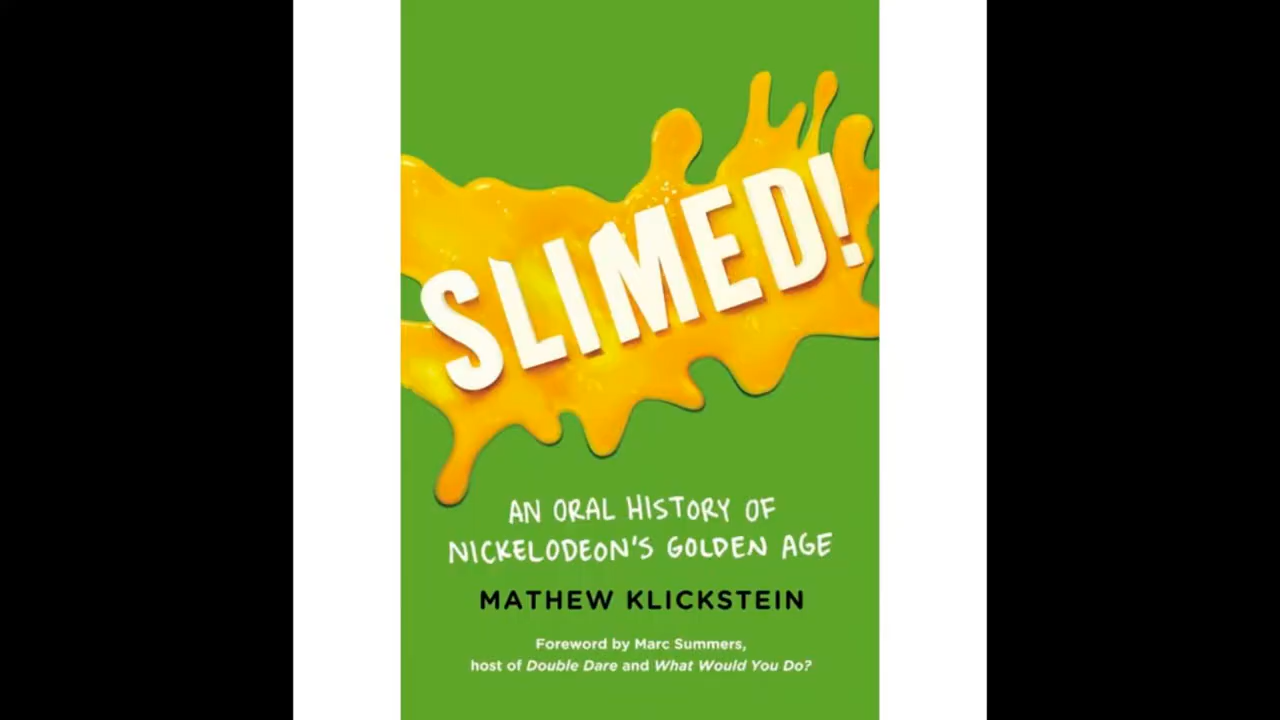 SLIMED!
AN ORAL HISTORY OF
NICKELODEON'S GOLDEN AGE
MATHEW KLICKSTEIN
Foreword by Marc Summers,
host of Double Dare and What Would You Do?